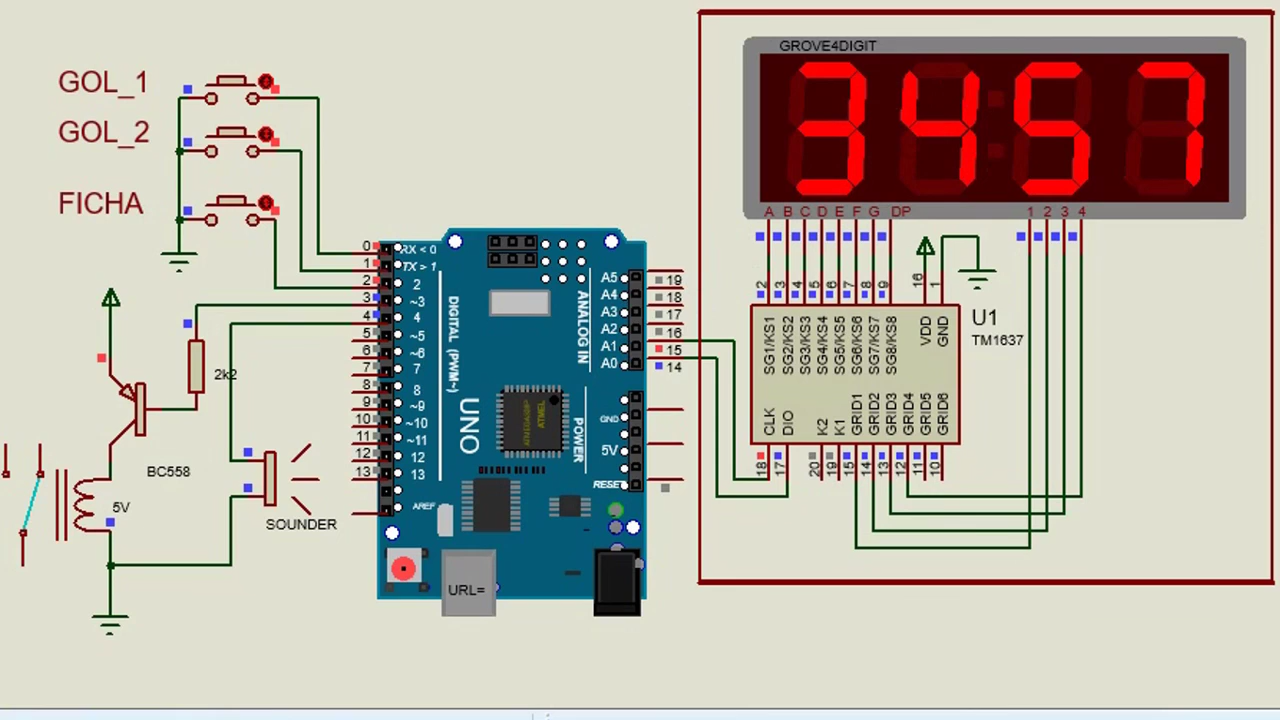 GROVE4DIGIT
3457
A B C D E F G DP 1 2 3 4
GOL_1
GOL_2
FICHA
2k2
BC558
5V
SOUNDER
0 RX < 0
1 TX > 1
2 2
3 ~3
4 4
5 ~5
6 ~6
7 7
8 8
9 ~9
10 ~10
11 ~11
12 12
13 13
AREF
DIGITAL (PWM~)
UNO
ATMEL
ANALOG IN
A5 19
A4 18
A3 17
A2 16
A1 15
A0 14
POWER
GND
5V
RESET
URL=
2 3 4 5 6 7 8 9 16 1
SG1/KS1
SG2/KS2
SG3/KS3
SG4/KS4
SG5/KS5
SG6/KS6
SG7/KS7
SG8/KS8
VDD
GND
U1
TM1637
CLK
DIO
K2
K1
GRID1
GRID2
GRID3
GRID4
GRID5
GRID6
18 17 20 19 15 14 13 12 11 10